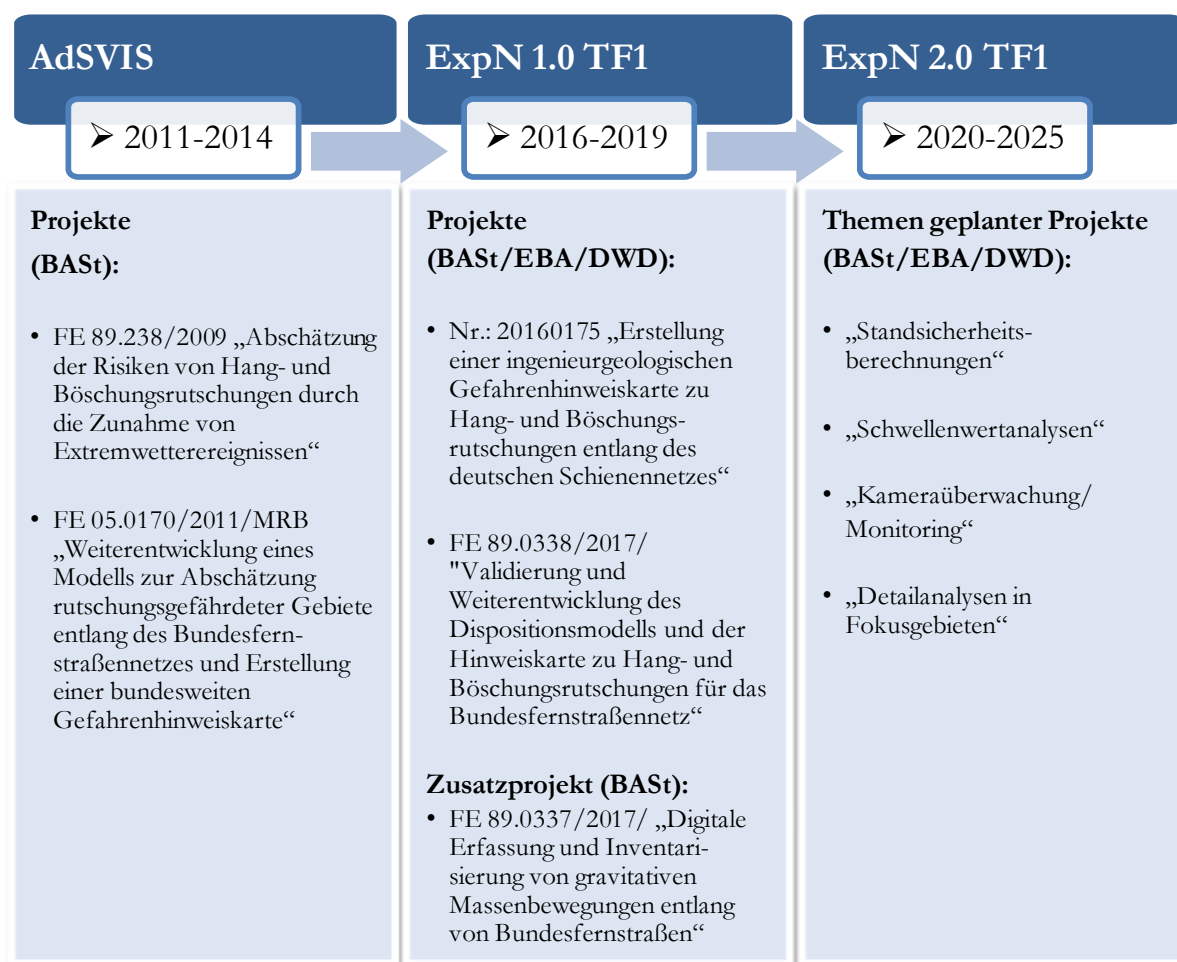 AdSVIS
➢ 2011-2014
Projekte
(BASt):
• FE 89.238/2009 „Abschätzung
der Risiken von Hang- und
Böschungsrutschungen durch
die Zunahme von
Extremwetterereignissen“
• FE 05.0170/2011/MRB
„Weiterentwicklung eines
Modells zur Abschätzung
rutschungsgefährdeter Gebiete
entlang des Bundesfern-
straßennetzes und Erstellung
einer bundesweiten
Gefahrenhinweiskarte“
ExpN 1.0 TF1
➢ 2016-2019
Projekte
(BASt/EBA/DWD):
• Nr.: 20160175 „Erstellung
einer ingenieurgeologischen
Gefahrenhinweiskarte zu
Hang- und Böschungs-
rutschungen entlang des
deutschen Schienennetzes“
• FE 89.0338/2017/
"Validierung und
Weiterentwicklung des
Dispositionsmodells und der
Hinweiskarte zu Hang- und
Böschungsrutschungen für das
Bundesfernstraßennetz“
Zusatzprojekt (BASt):
• FE 89.0337/2017/ „Digitale
Erfassung und Inventari-
sierung von gravitativen
Massenbewegungen entlang
von Bundesfernstraßen“
ExpN 2.0 TF1
➢ 2020-2025
Themen geplanter Projekte
(BASt/EBA/DWD):
• „Standsicherheits-
berechnungen“
• „Schwellenwertanalysen“
• „Kameraüberwachung/
Monitoring“
• „Detailanalysen in
Fokusgebieten“